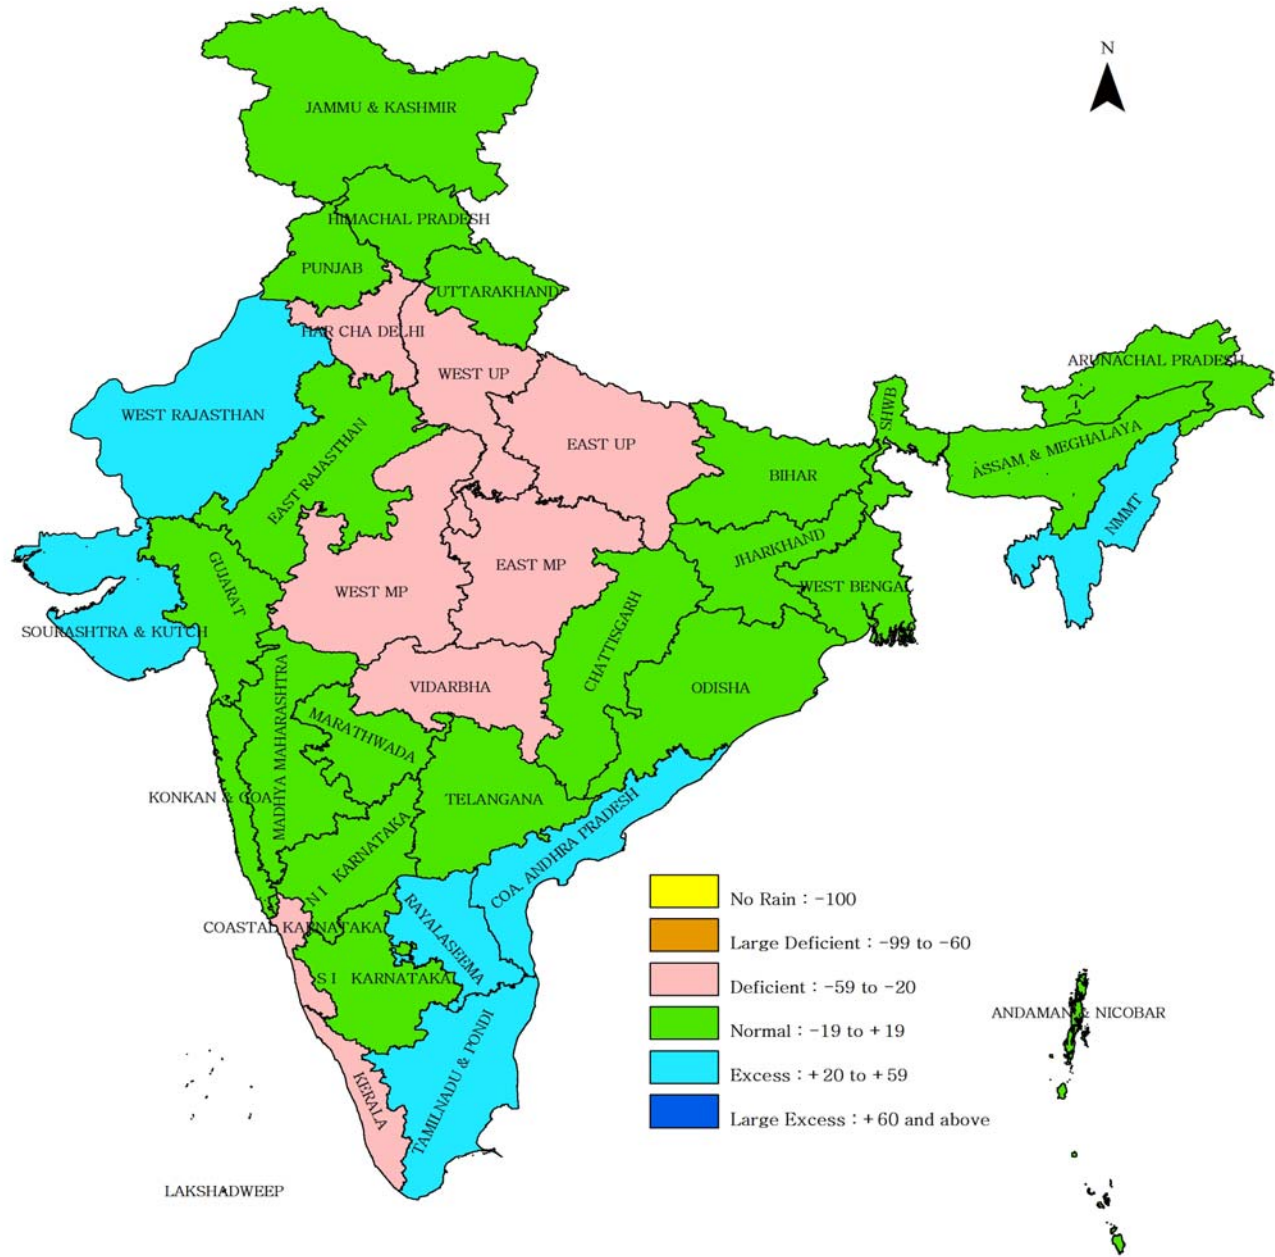 N
JAMMU & KASHMIR
HIMACHAL PRADESH
PUNJAB
UTTARAKHAND
HAR CHA DELHI
WEST UP
ARUNACHAL PRADESH
WEST RAJASTHAN
SHWB
EAST RAJASTHAN
EAST UP
ASSAM & MEGHALAYA
BIHAR
NMMT
JHARKHAND
GUJARAT
EAST MP
WEST MP
WEST BENGAL
SOURASHTRA & KUTCH
CHATTISGARH
VIDARBHA
ODISHA
MADHYA MAHARASHTRA
MARATHWADA
KONKAN & GOA
TELANGANA
COA. ANDHRA PRADESH
N I KARNATAKA
RAYALASEEMA
COASTAL KARNATAKA
S I KARNATAKA
No Rain : -100
Large Deficient : -99 to -60
Deficient : -59 to -20
Normal : -19 to +19
Excess : +20 to +59
Large Excess : +60 and above
ANDAMAN & NICOBAR
TAMILNADU & PONDI
KERALA
LAKSHADWEEP